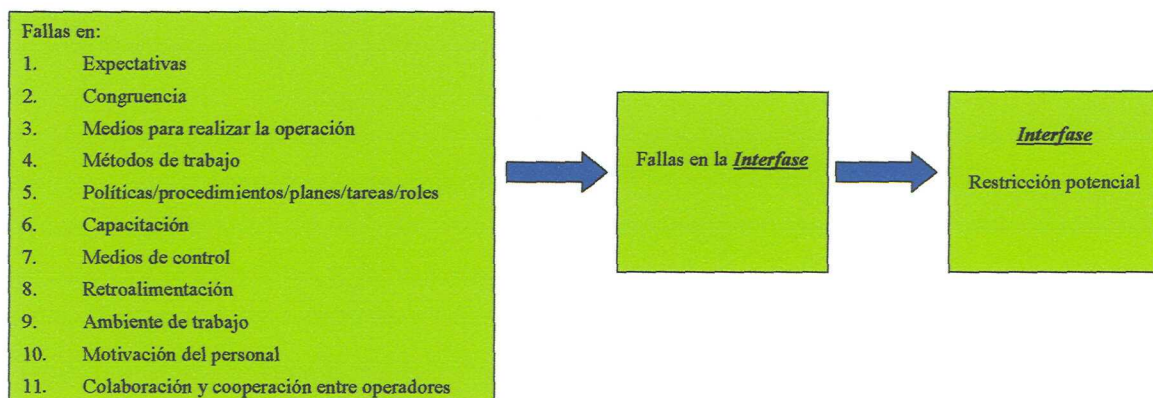 Fallas en:
1. Expectativas
2. Congruencia
3. Medios para realizar la operación
4. Métodos de trabajo
5. Políticas/procedimientos/planes/tareas/roles
6. Capacitación
7. Medios de control
8. Retroalimentación
9. Ambiente de trabajo
10. Motivación del personal
11. Colaboración y cooperación entre operadores
Fallas en la Interfase
Interfase
Restricción potencial